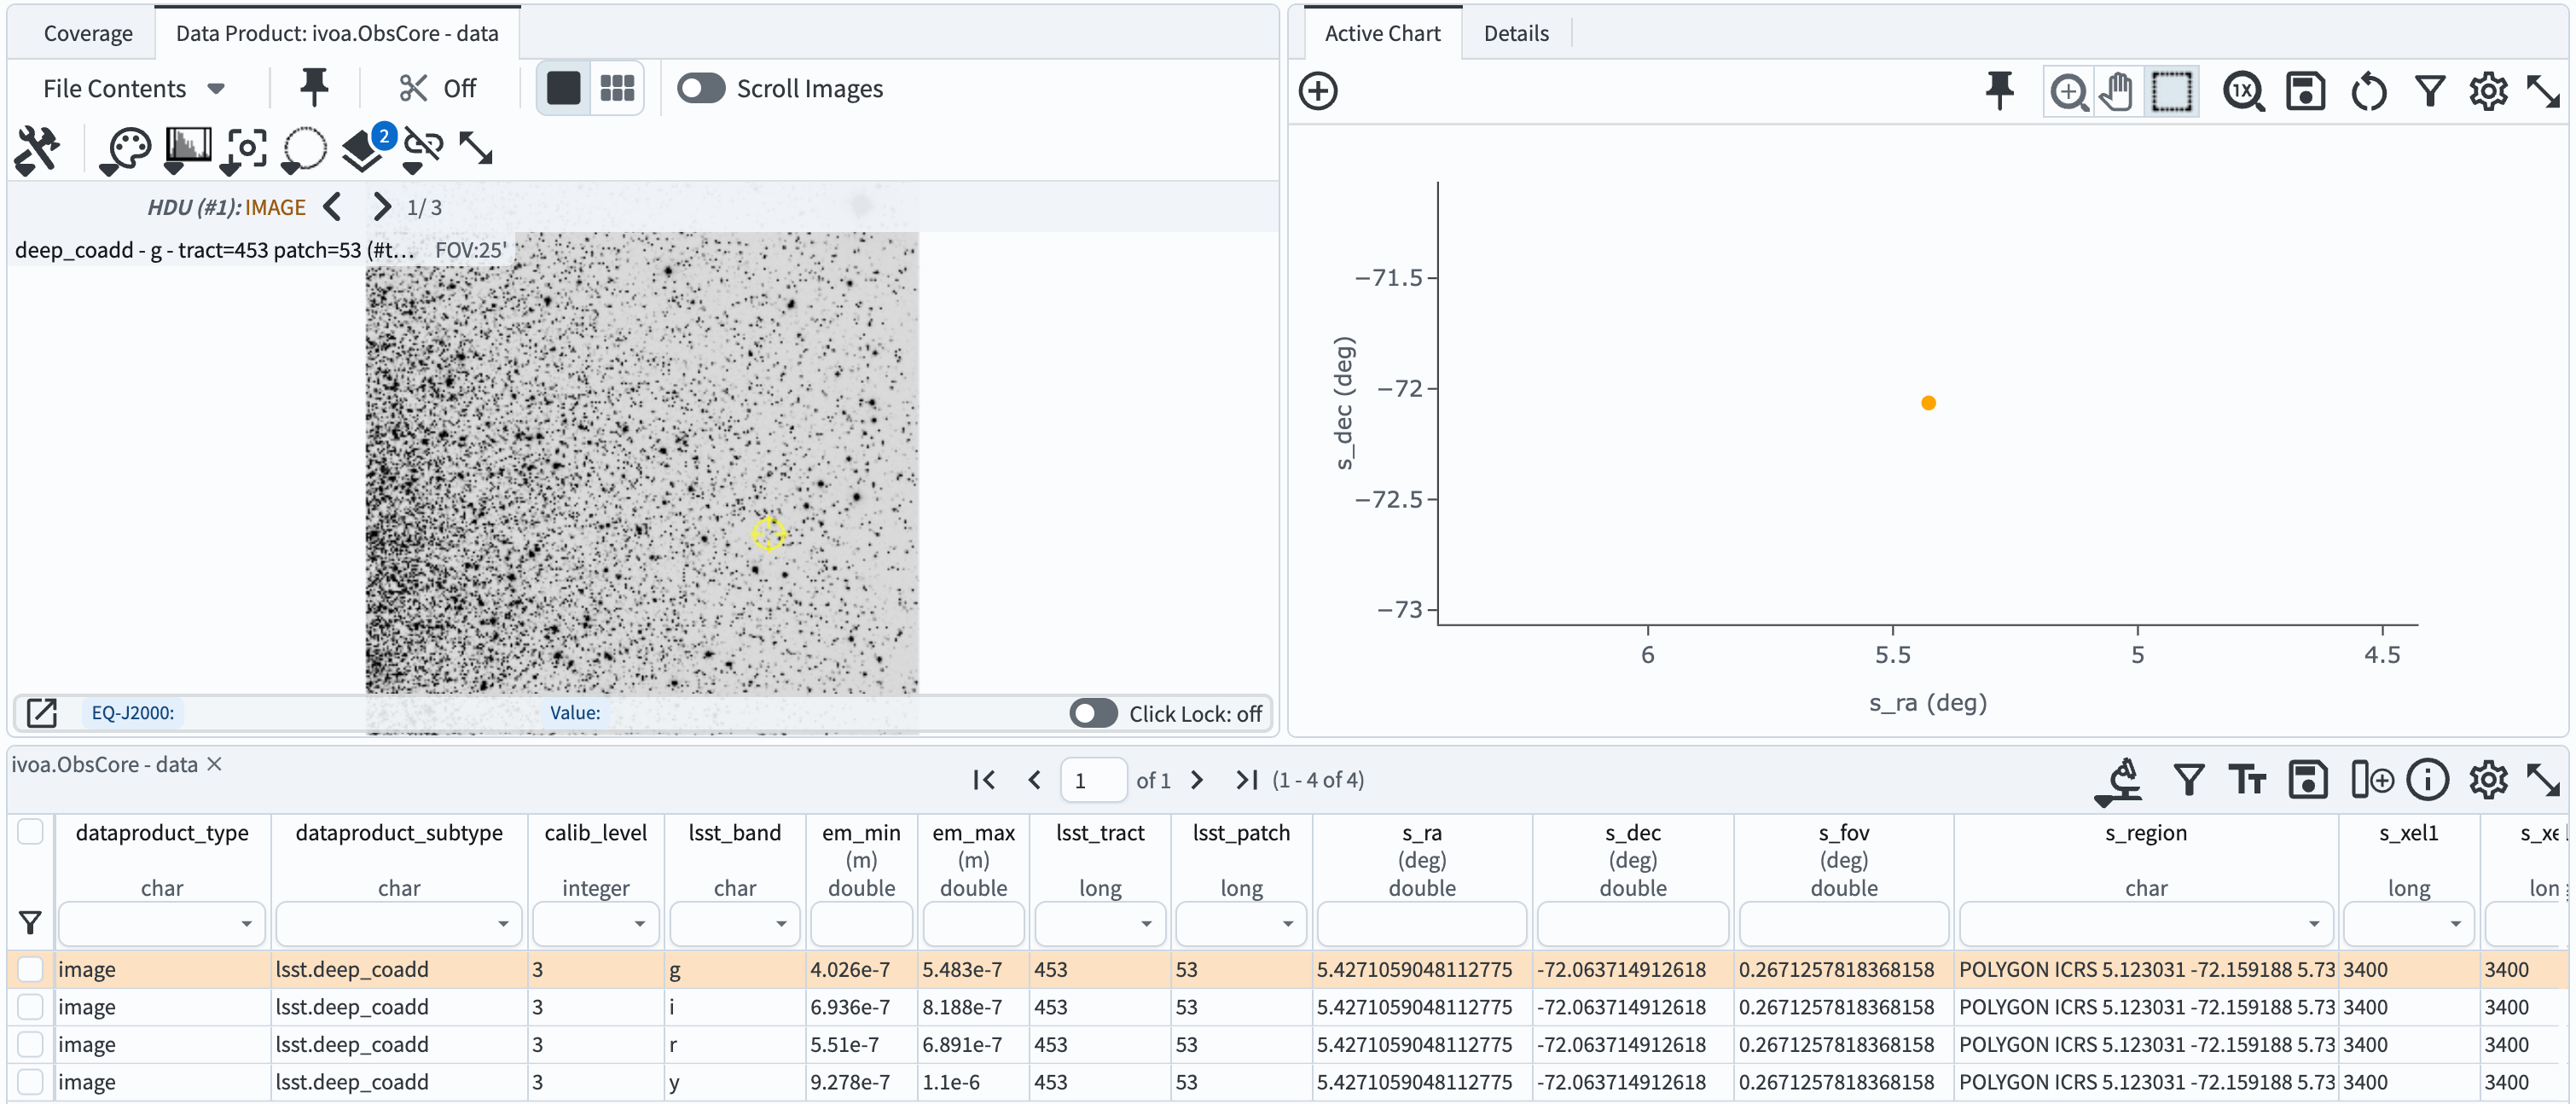 Coverage
Data Product: ivoa.ObsCore - data
File Contents
Off
Scroll Images
2
HDU (#1): IMAGE
1/ 3
deep_coadd - g - tract=453 patch=53 (#t... FOV:25'
EQ-J2000:
Value:
Click Lock: off
Active Chart
Details
1X
−71.5
−72
−72.5
−73
s_dec (deg)
6 5.5 5 4.5
s_ra (deg)
ivoa.ObsCore - data
1 of 1 (1 - 4 of 4)
dataproduct_type dataproduct_subtype calib_level lsst_band em_min em_max lsst_tract lsst_patch s_ra s_dec s_fov s_region s_xel1 s_xel
(m) (m) (deg) (deg) (deg)
char char integer char double double long long double double double char long lon
image lsst.deep_coadd 3 g 4.026e-7 5.483e-7 453 53 5.4271059048112775 -72.063714912618 0.2671257818368158 POLYGON ICRS 5.123031 -72.159188 5.73 3400 3400
image lsst.deep_coadd 3 i 6.936e-7 8.188e-7 453 53 5.4271059048112775 -72.063714912618 0.2671257818368158 POLYGON ICRS 5.123031 -72.159188 5.73 3400 3400
image lsst.deep_coadd 3 r 5.51e-7 6.891e-7 453 53 5.4271059048112775 -72.063714912618 0.2671257818368158 POLYGON ICRS 5.123031 -72.159188 5.73 3400 3400
image lsst.deep_coadd 3 y 9.278e-7 1.1e-6 453 53 5.4271059048112775 -72.063714912618 0.2671257818368158 POLYGON ICRS 5.123031 -72.159188 5.73 3400 3400